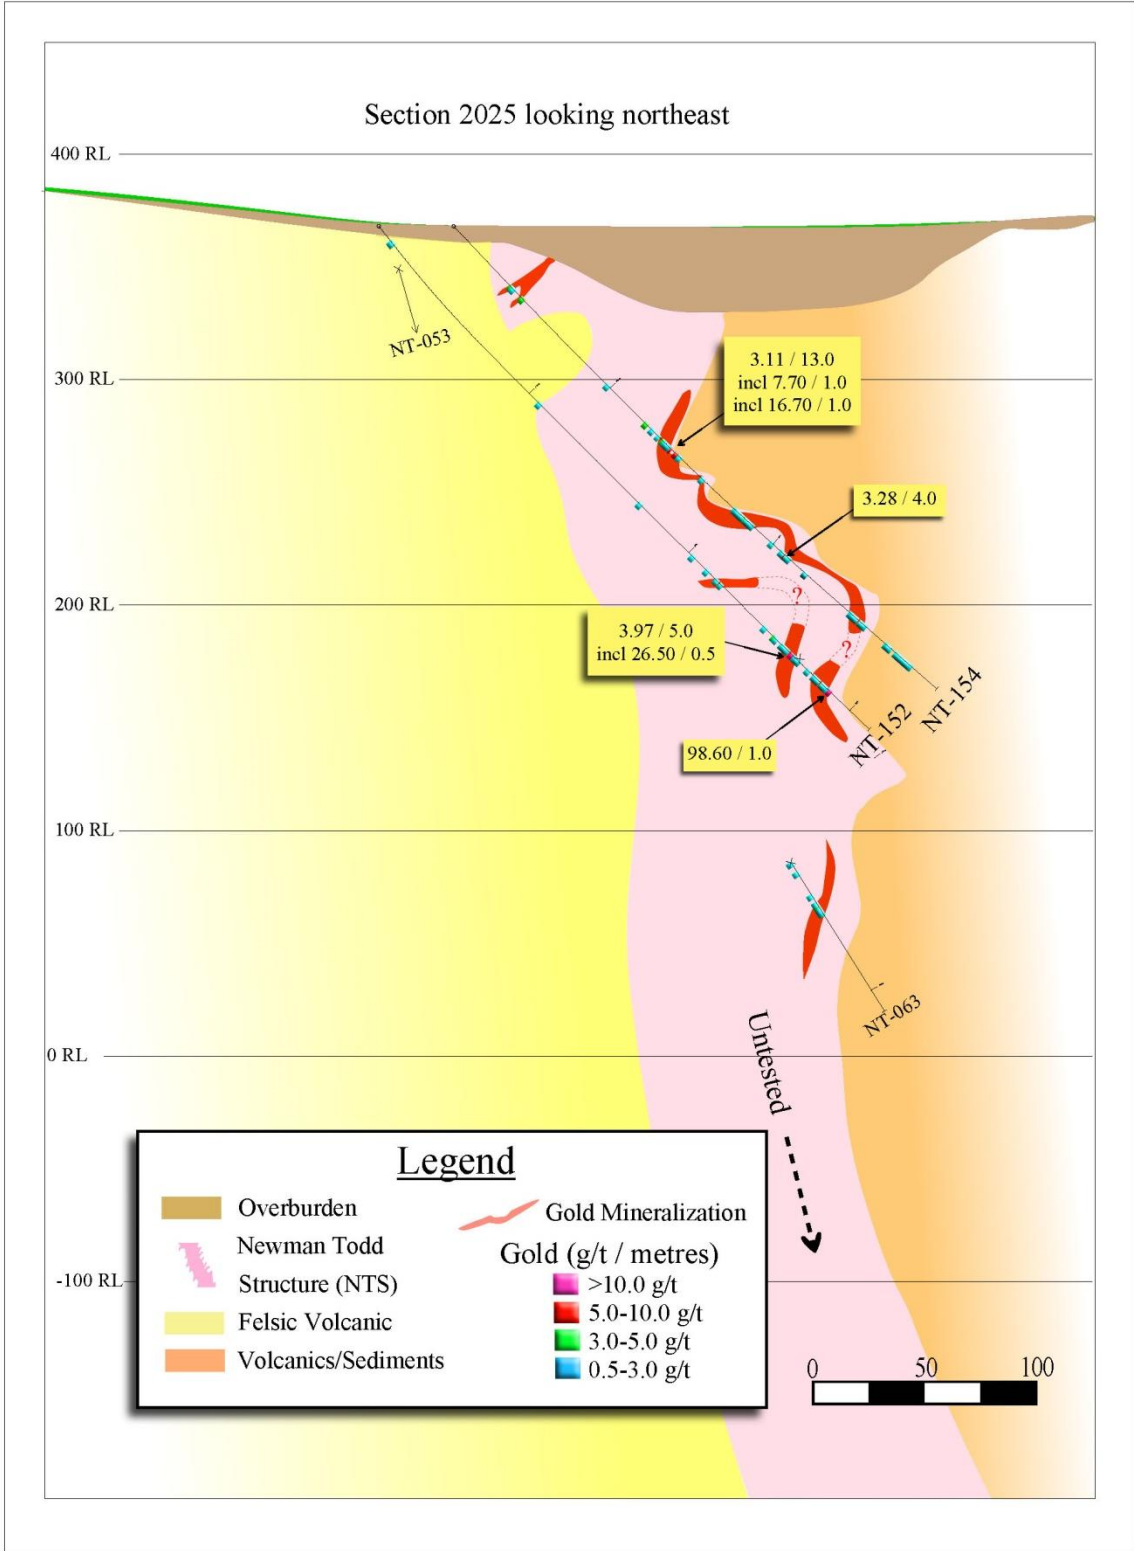 Section 2025 looking northeast
400 RL
NT-053
300 RL
3.11 / 13.0
incl 7.70 / 1.0
incl 16.70 / 1.0
3.28 / 4.0
200 RL
?
3.97 / 5.0
incl 26.50 / 0.5
?
NT-154
NT-152
98.60 / 1.0
100 RL
NT-063
0 RL
Untested
Legend
Overburden
Newman Todd
Structure (NTS)
Felsic Volcanic
Volcanics/Sediments
Gold Mineralization
Gold (g/t / metres)
>10.0 g/t
5.0-10.0 g/t
3.0-5.0 g/t
0.5-3.0 g/t
-100 RL
0 50 100